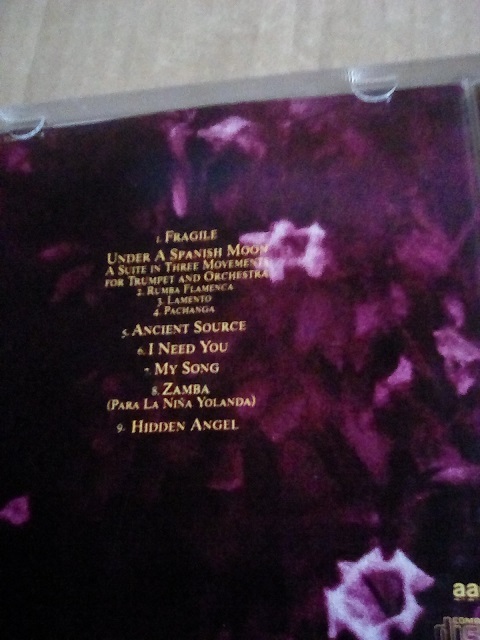 1. FRAGILE
UNDER A SPANISH MOON
A SUITE IN THREE MOVEMENTS
FOR TRUMPET AND ORCHESTRA
2. RUMBA FLAMENCA
3. LAMENTO
4. PACHANGA
5. ANCIENT SOURCE
6. I NEED YOU
7. MY SONG
8. ZAMBA
(PARA LA NIÑA YOLANDA)
9. HIDDEN ANGEL